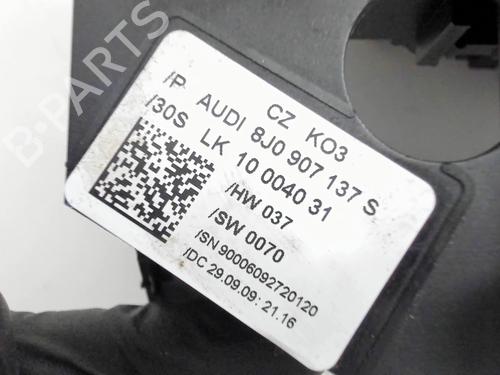 CZ KO3
/P AUDI 8J0 907 137 S
/30S LK 10 0040 31
/HW 037
/SW 0070
/SN 90006092720120
/DC 29.09.09: 21.16
B-PARTS